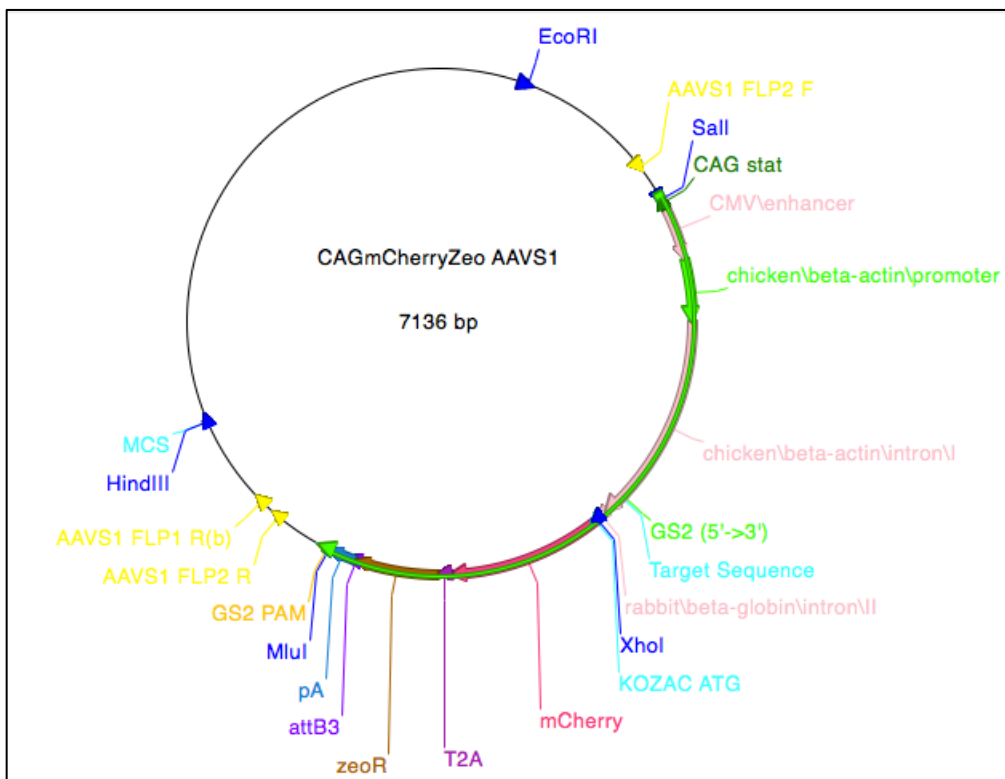 EcoRI
AAVS1 FLP2 F
SalI
CAG stat
CMV\enhancer
CAGmCherryZeo AAVS1
chicken\beta-actin\promoter
7136 bp
MCS
chicken\beta-actin\intron\I
HindIII
GS2 (5'->3')
AAVS1 FLP1 R(b)
Target Sequence
AAVS1 FLP2 R
rabbit\beta-globin\intron\II
GS2 PAM
XhoI
MluI
KOZAC ATG
pA
mCherry
attB3
T2A
zeoR